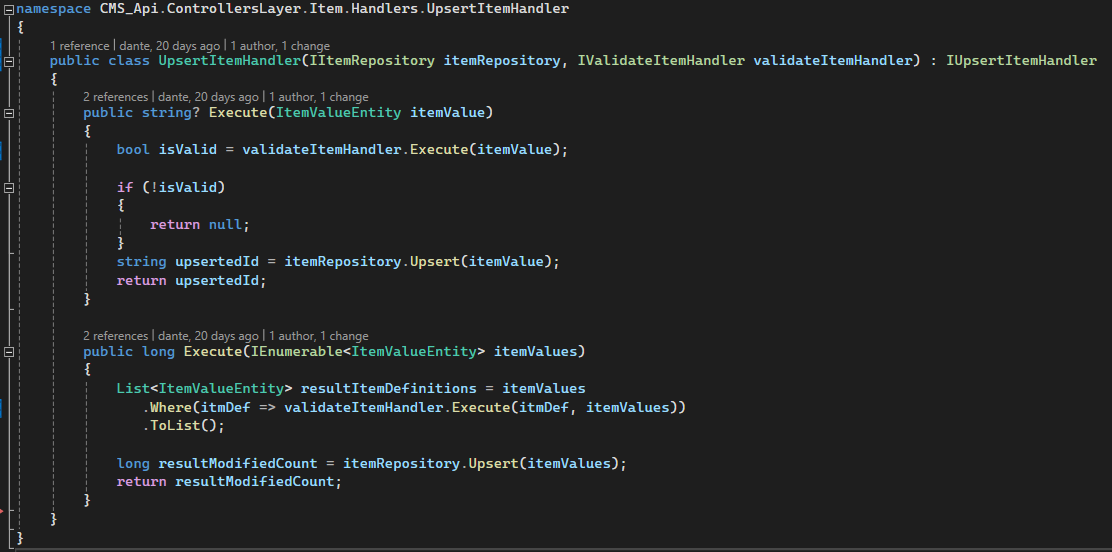 namespace CMS_Api.ControllersLayer.Item.Handlers.UpsertItemHandler
{
1 reference | dante, 20 days ago | 1 author, 1 change
public class UpsertItemHandler(IItemRepository itemRepository, IValidateItemHandler validateItemHandler) : IUpsertItemHandler
{
2 references | dante, 20 days ago | 1 author, 1 change
public string? Execute(ItemValueEntity itemValue)
{
bool isValid = validateItemHandler.Execute(itemValue);
if (!isValid)
{
return null;
}
string upsertedId = itemRepository.Upsert(itemValue);
return upsertedId;
}
2 references | dante, 20 days ago | 1 author, 1 change
public long Execute(IEnumerable<ItemValueEntity> itemValues)
{
List<ItemValueEntity> resultItemDefinitions = itemValues
.Where(itmDef => validateItemHandler.Execute(itmDef, itemValues))
.ToList();
long resultModifiedCount = itemRepository.Upsert(itemValues);
return resultModifiedCount;
}
}
}